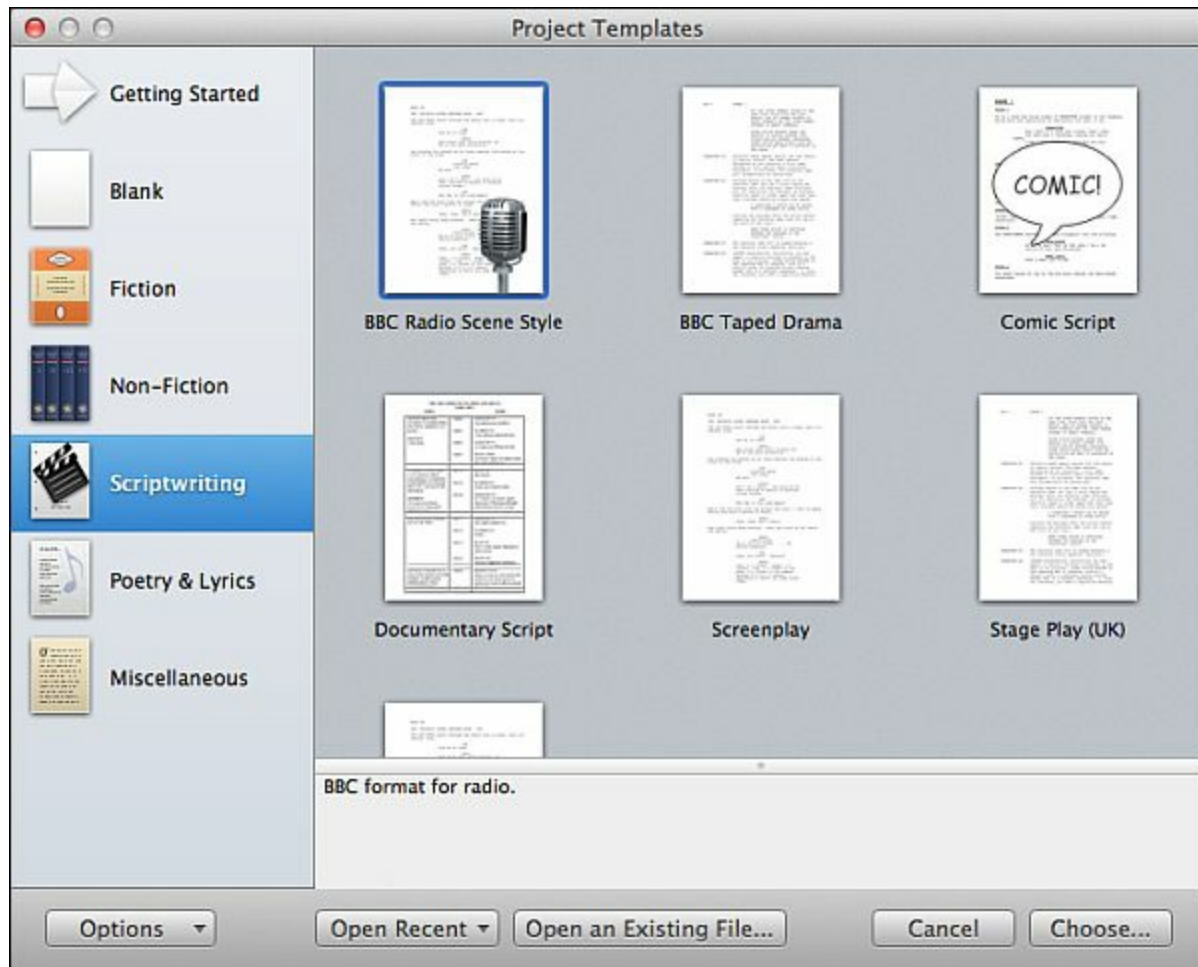 Project Templates
Getting Started
Blank
Fiction
Non-Fiction
Scriptwriting
Poetry & Lyrics
Miscellaneous
COMIC!
BBC Radio Scene Style
BBC Taped Drama
Comic Script
Documentary Script
Screenplay
Stage Play (UK)
BBC format for radio.
Options
Open Recent
Open an Existing File...
Cancel
Choose...